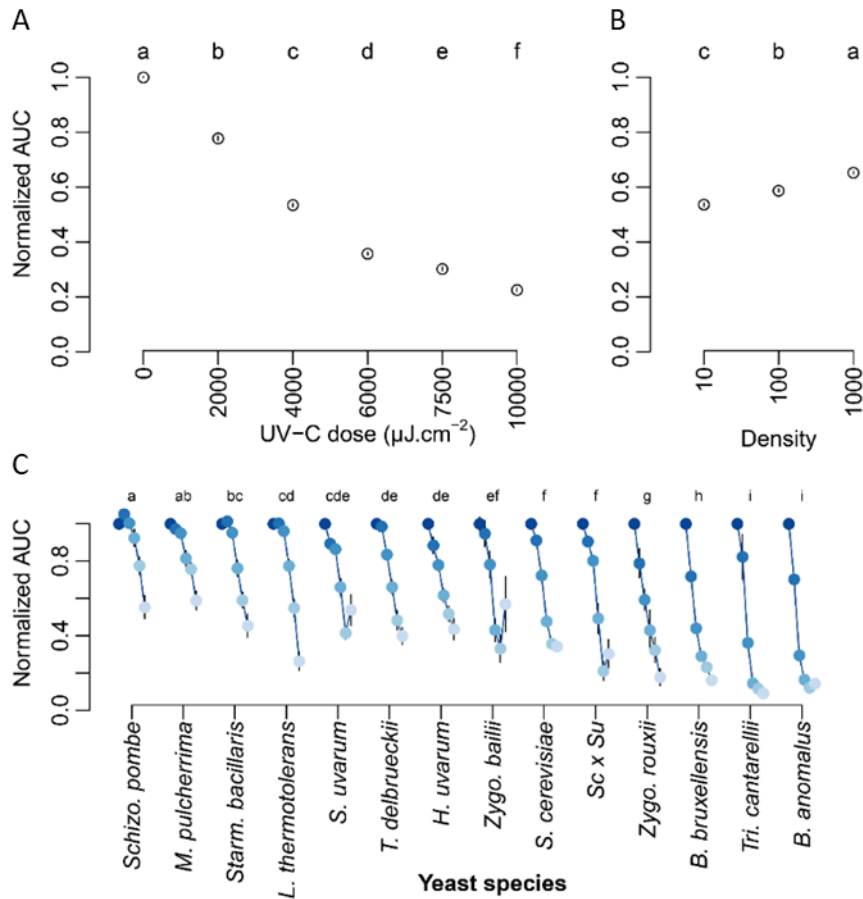 A
a b c d e f
Normalized AUC
0.0 0.2 0.4 0.6 0.8 1.0
0 2000 4000 6000 7500 10000
UV−C dose (µJ.cm−2)
B
c b a
0.0 0.2 0.4 0.6 0.8 1.0
10 100 1000
Density
C
a ab bc cd cde de de ef f f g h i i
Normalized AUC
0.0 0.4 0.8
Schizo. pombe
M. pulcherrima
Starm. bacillaris
L. thermotolerans
S. uvarum
T. delbrueckii
H. uvarum
Zygo. bailii
S. cerevisiae
Sc x Su
Zygo. rouxii
B. bruxellensis
Tri. cantarellii
B. anomalus
Yeast species